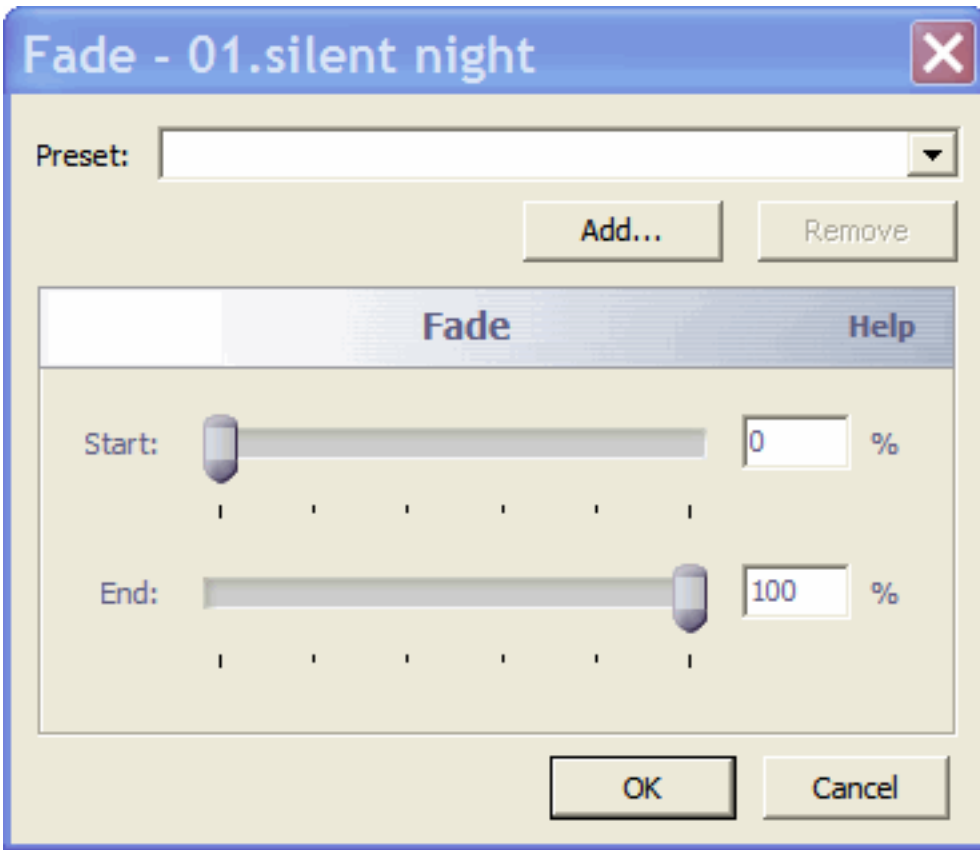 Fade - 01.silent night
Preset:
Add... Remove
Fade Help
Start: 0 %
End: 100 %
OK Cancel